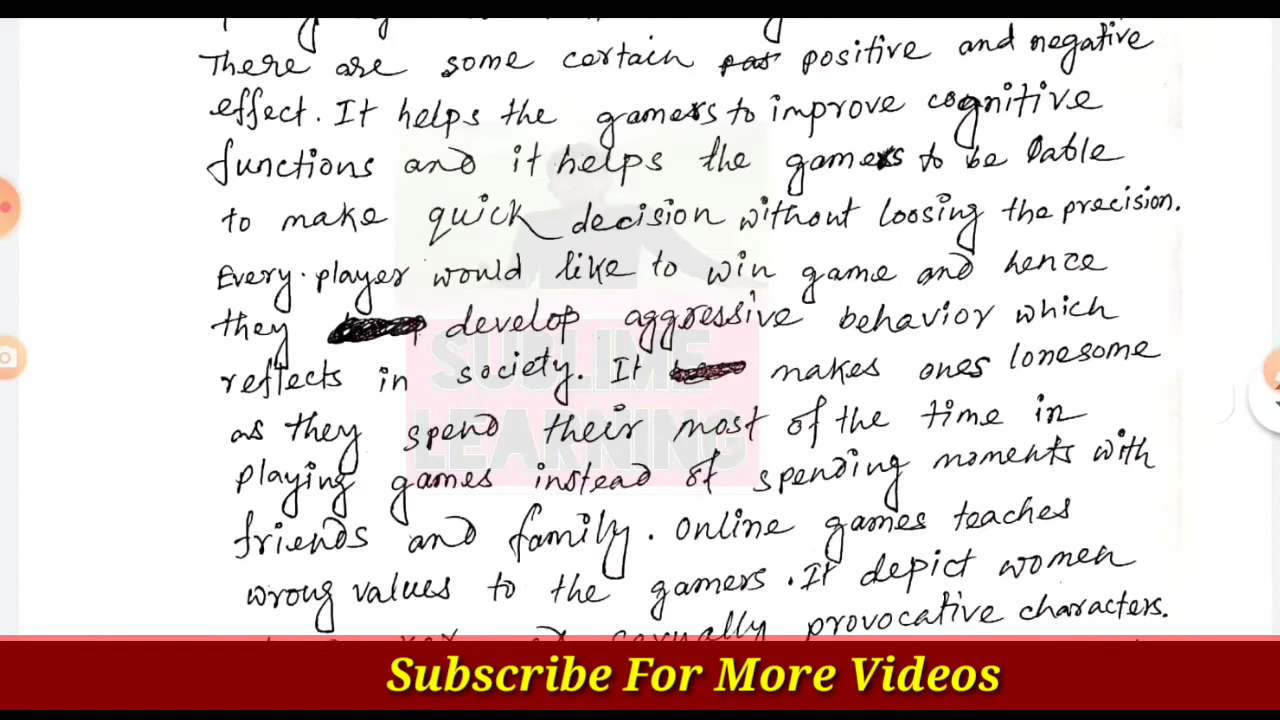 There are some certain positive and negative
effect. It helps the gamers to improve cognitive
functions and it helps the gamers to be able
to make quick decision without loosing the precision.
Every player would like to win game and hence
they develop aggressive behavior which
reflects in society. It makes ones lonesome
as they spend their most of the time in
playing games instead of spending moments with
friends and family. Online games teaches
wrong values to the gamers. It depict women
sexually provocative characters.
SUBLIME
LEARNING
Subscribe For More Videos